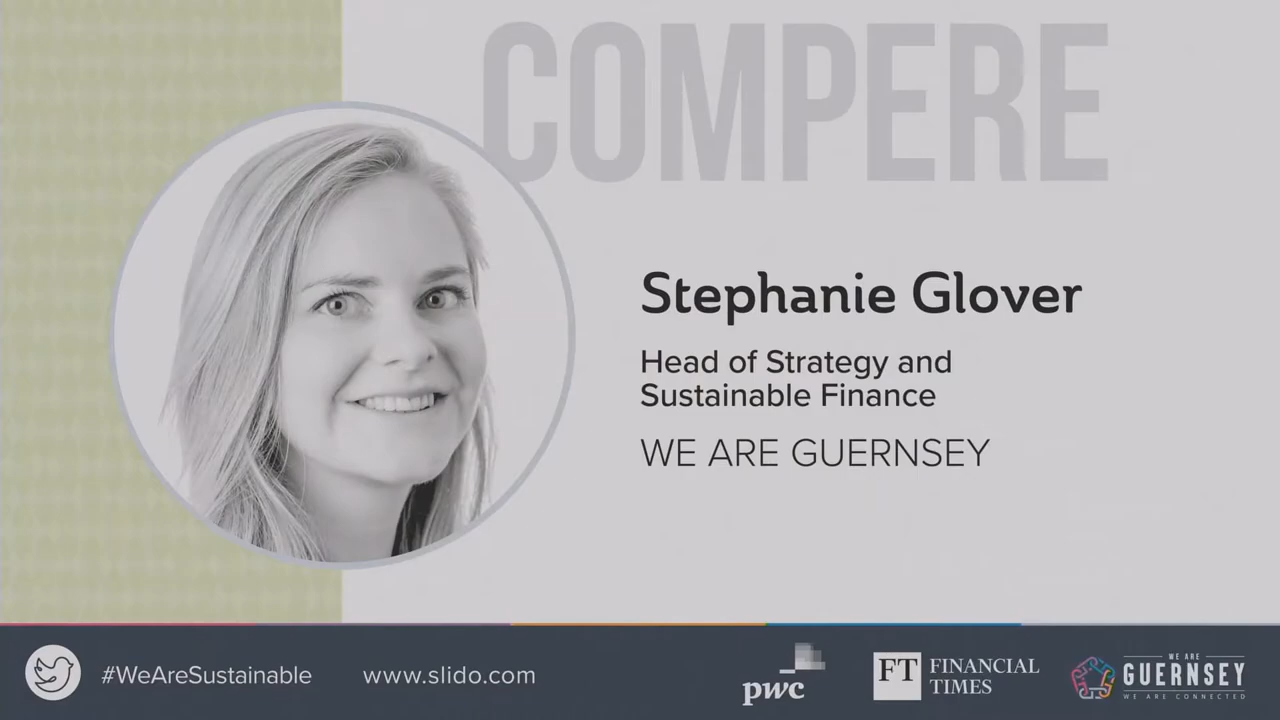 COMPERE
Stephanie Glover
Head of Strategy and
Sustainable Finance
WE ARE GUERNSEY
#WeAreSustainable
www.slido.com
pwc
FT
FINANCIAL
TIMES
WE ARE
GUERNSEY
WE ARE CONNECTED